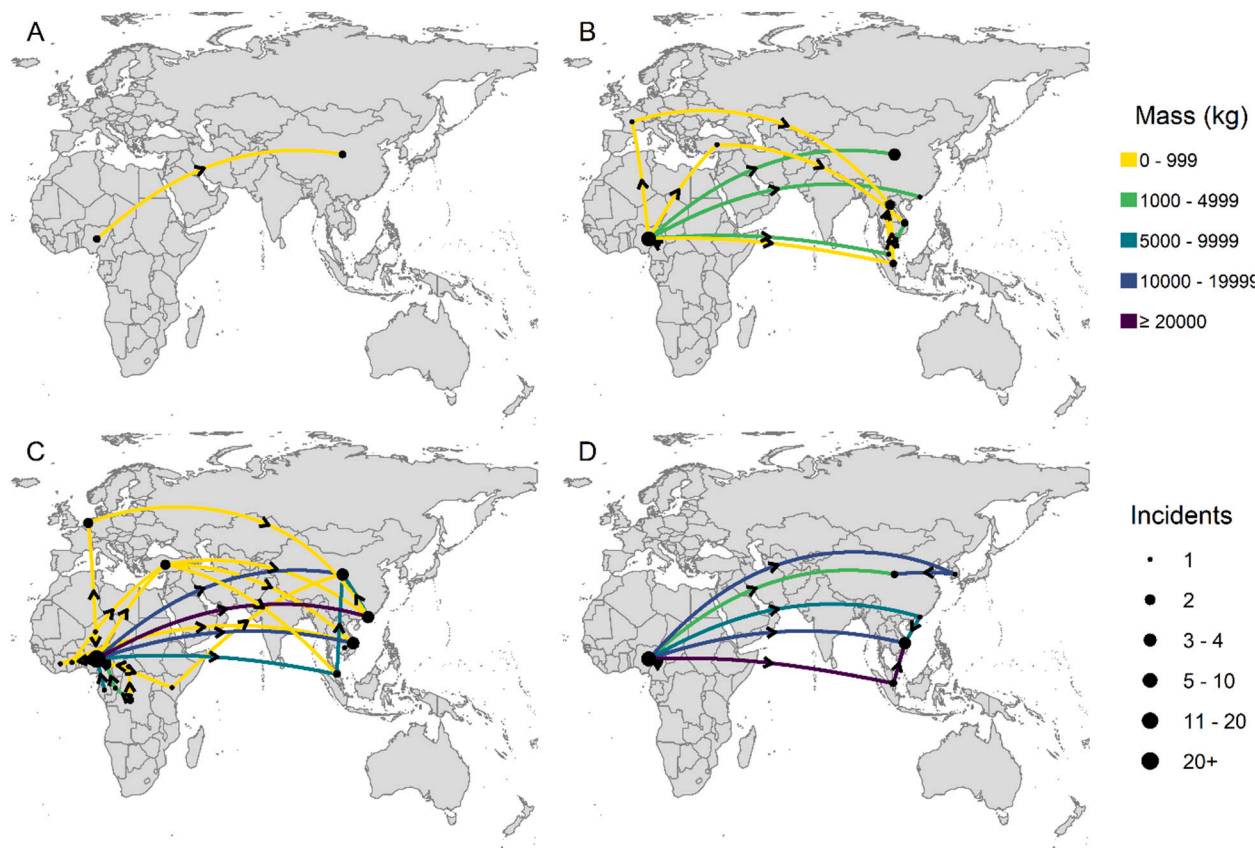 A
B
Mass (kg)
0 - 999
1000 - 4999
5000 - 9999
10000 - 19999
≥ 20000
C
D
Incidents
1
2
3 - 4
5 - 10
11 - 20
20+